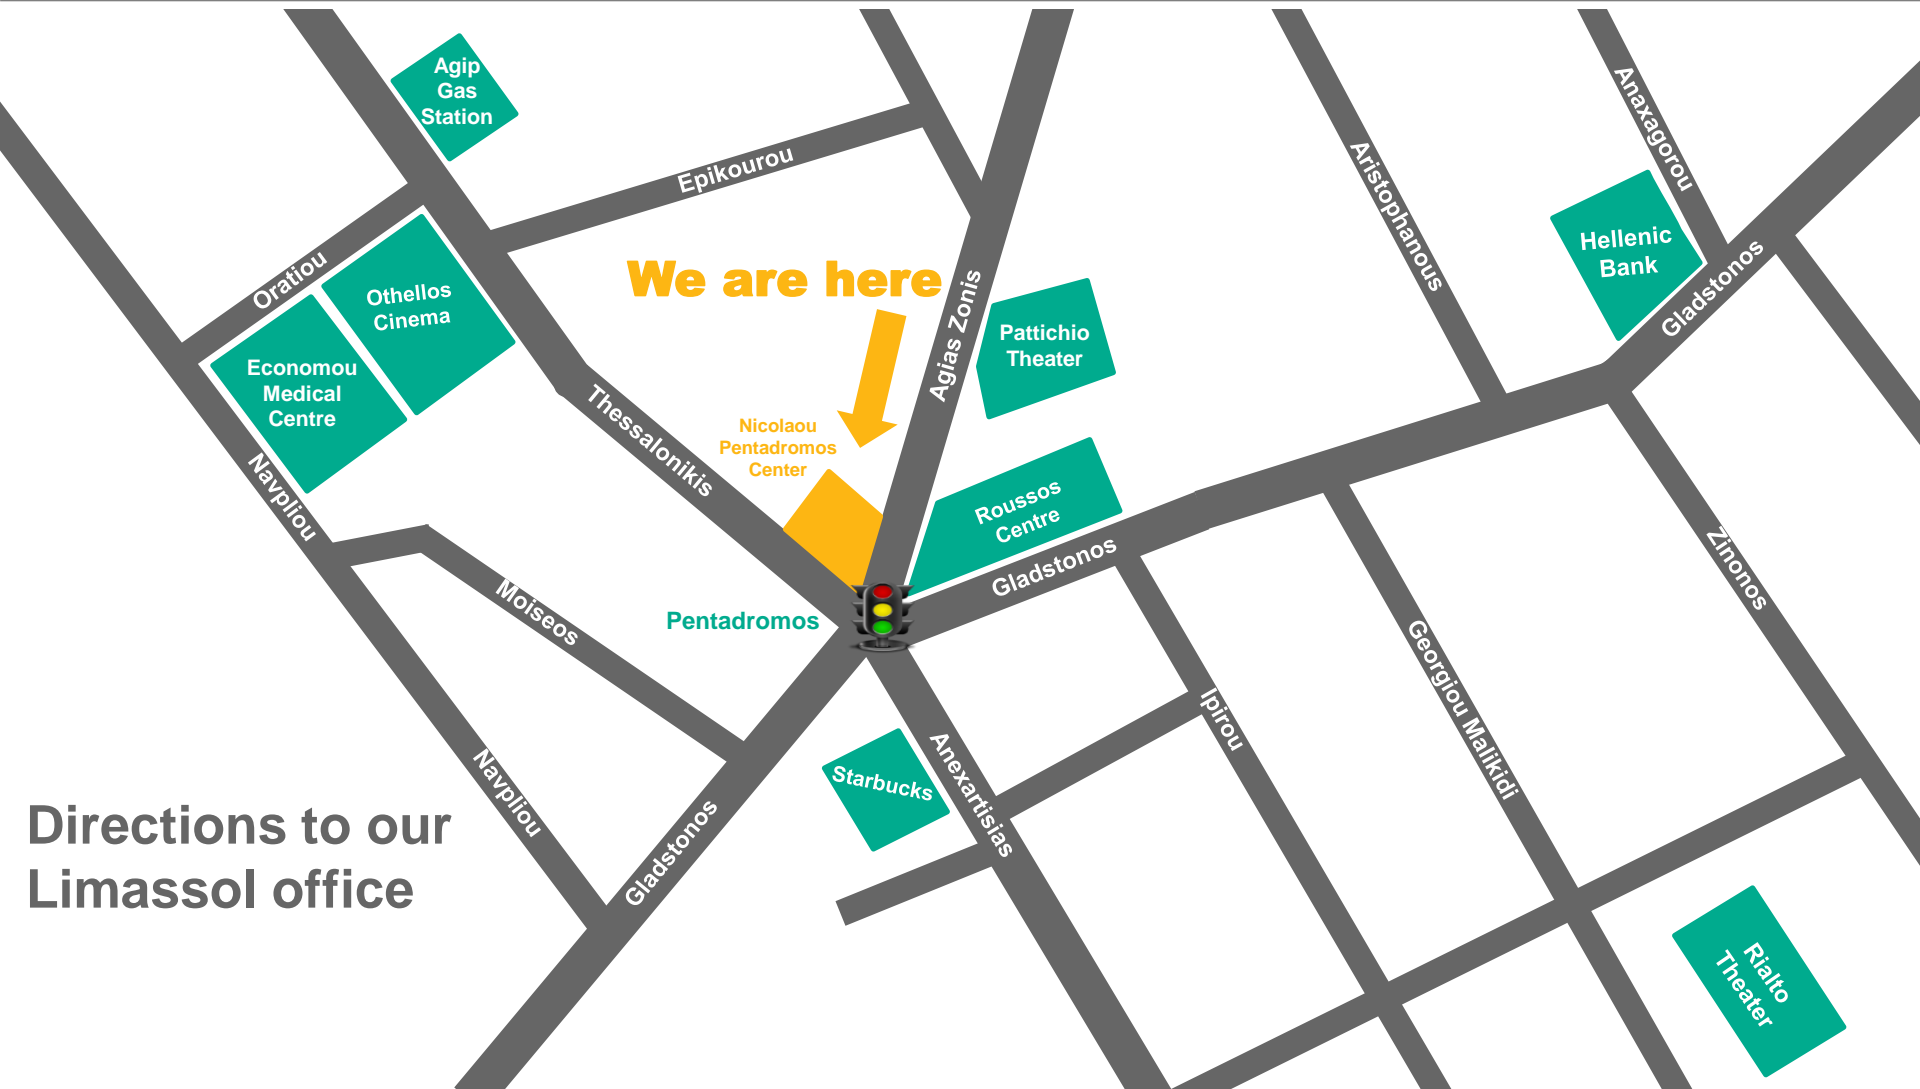 Agip
Gas
Station
Anaxagorou
Epikourou
Aristophanous
Oratiou
Othellos
Cinema
We are here
Hellenic
Bank
Gladstonos
Agias Zonis
Pattichio
Theater
Economou
Medical
Centre
Thessalonikis
Nicolaou
Pentadromos
Center
Navpliou
Roussos
Centre
Gladstonos
Zinonos
Moiseos
Pentadromos
Georgiou Malikidi
Ipirou
Starbucks
Anexartisias
Navpliou
Gladstonos
Directions to our
Limassol office
Rialto
Theater